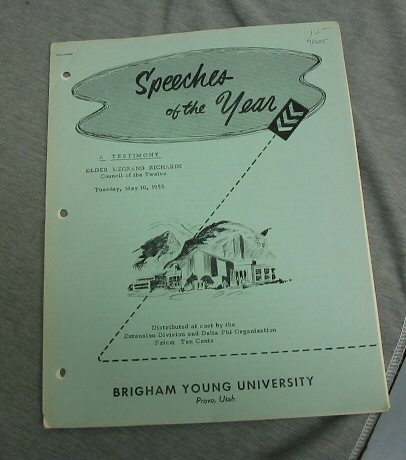 Speeches
of the Year
A TESTIMONY
ELDER LEGRAND RICHARDS
Council of the Twelve
Tuesday, May 10, 1955
Distributed at cost by the
Extension Division and Delta Phi Organization
Price: Ten Cents
BRIGHAM YOUNG UNIVERSITY
Provo, Utah